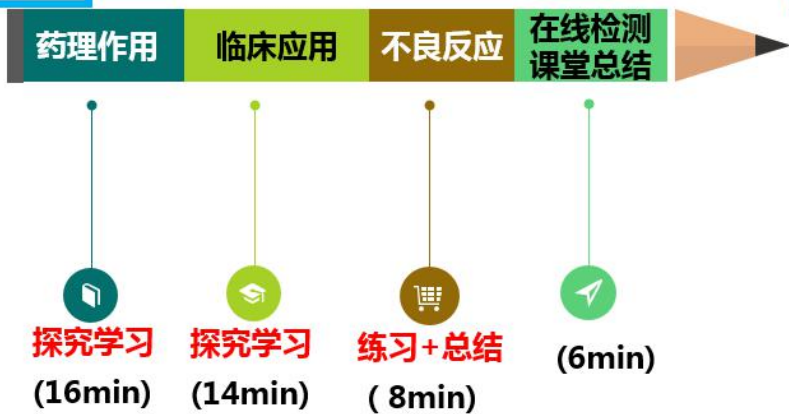 药理作用
临床应用
不良反应
在线检测
课堂总结
探究学习
(16min)
探究学习
(14min)
练习+总结
( 8min)
(6min)